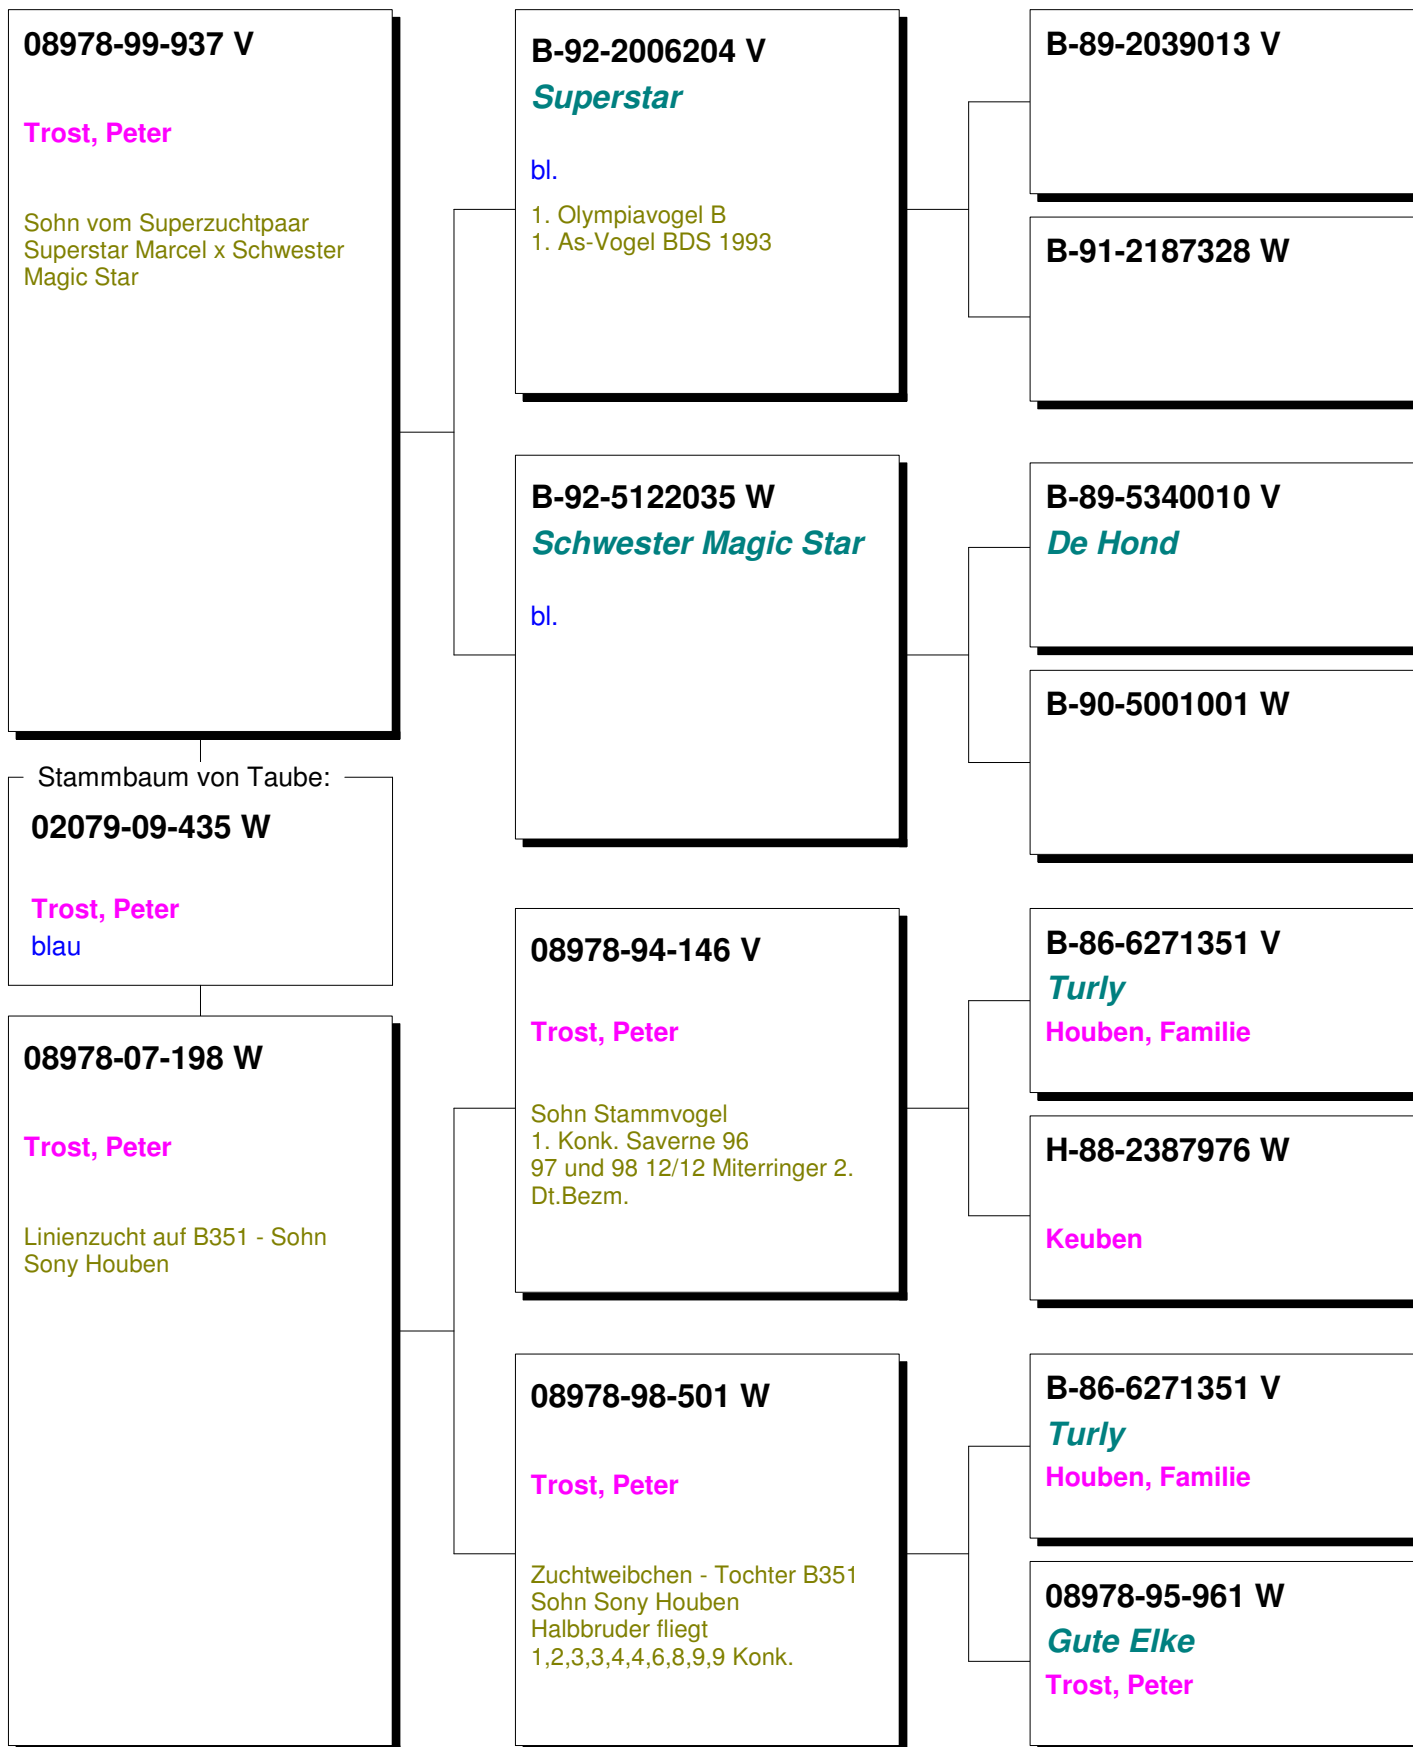 08978-99-937 V
Trost, Peter
Sohn vom Superzuchtpaar
Superstar Marcel x Schwester
Magic Star
Stammbaum von Taube:
02079-09-435 W
Trost, Peter
blau
08978-07-198 W
Trost, Peter
Linienzucht auf B351 - Sohn
Sony Houben
B-92-2006204 V
Superstar
bl.
1. Olympiavogel B
1. As-Vogel BDS 1993
B-92-5122035 W
Schwester Magic Star
bl.
08978-94-146 V
Trost, Peter
Sohn Stammvogel
1. Konk. Saverne 96
97 und 98 12/12 Miterringer 2.
Dt.Bezm.
08978-98-501 W
Trost, Peter
Zuchtweibchen - Tochter B351
Sohn Sony Houben
Halbbruder fliegt
1,2,3,3,4,4,6,8,9,9 Konk.
B-89-2039013 V
B-91-2187328 W
B-89-5340010 V
De Hond
B-90-5001001 W
B-86-6271351 V
Turly
Houben, Familie
H-88-2387976 W
Keuben
B-86-6271351 V
Turly
Houben, Familie
08978-95-961 W
Gute Elke
Trost, Peter